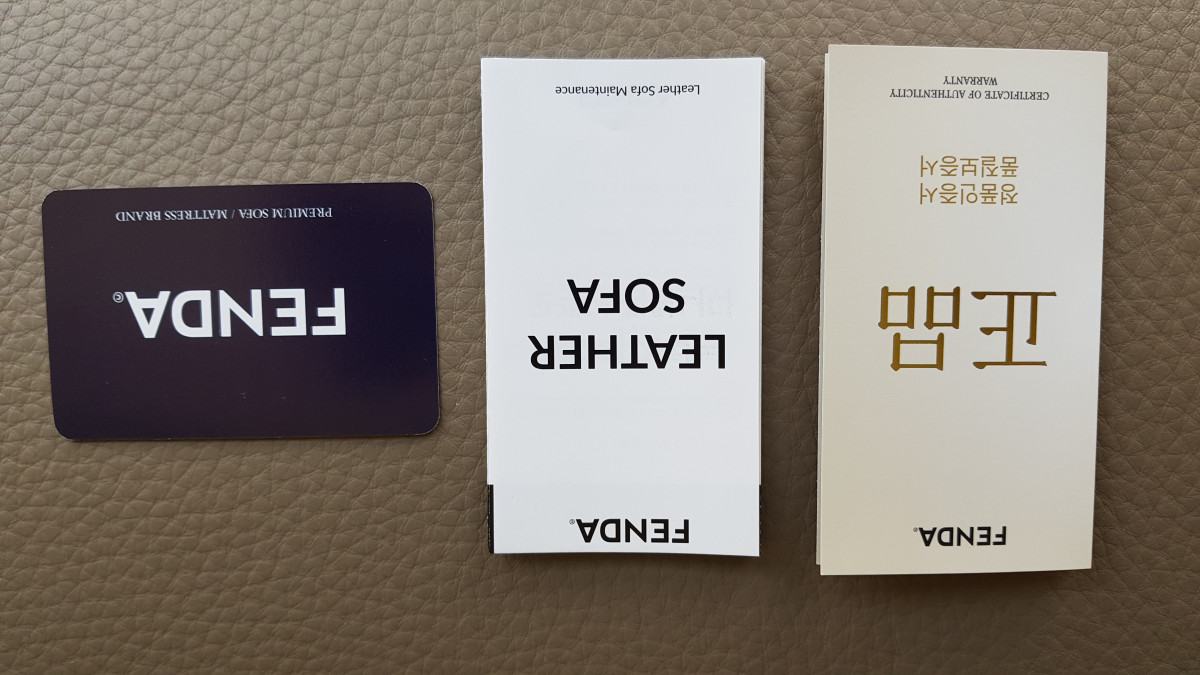 FENDA©
正品
정품인증서
품질보증서
CERTIFICATE OF AUTHENTICITY
WARRANTY
FENDA©
LEATHER
SOFA
Leather Sofa Maintenance
FENDA©
PREMIUM SOFA / MATTRESS BRAND